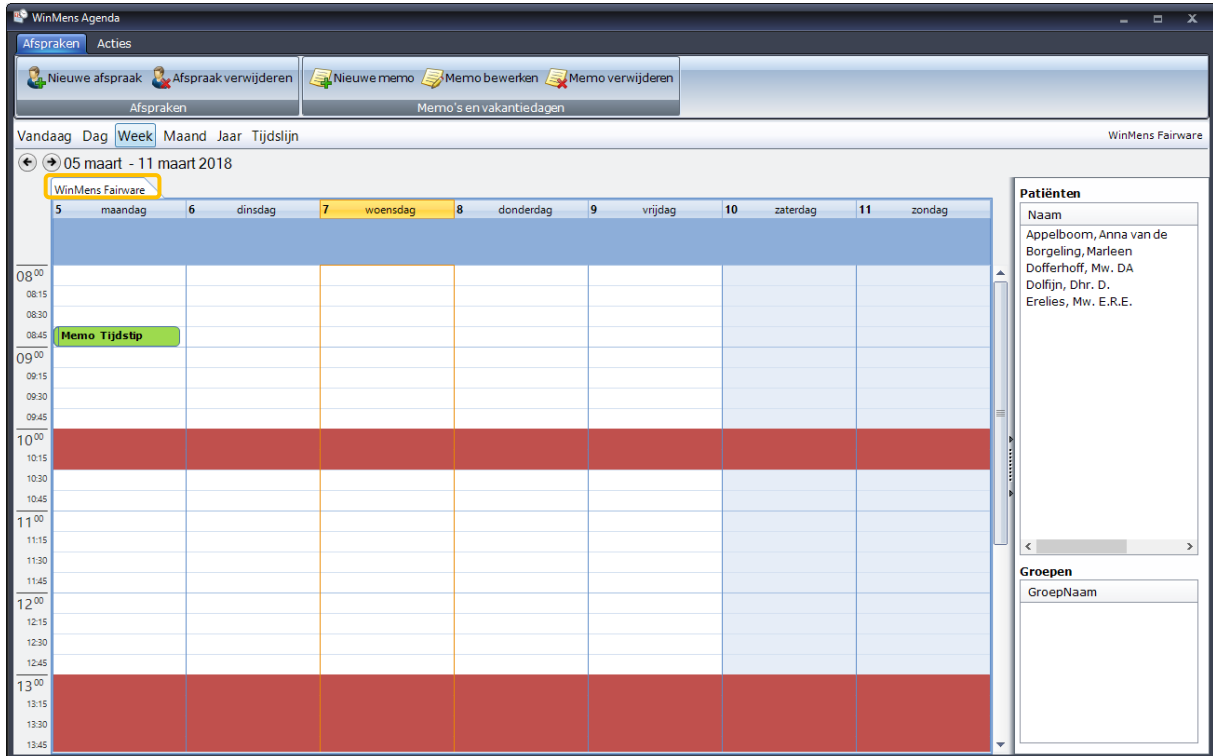 WinMens Agenda
Afspraken Acties
Nieuwe afspraak Afspraak verwijderen Nieuwe memo Memo bewerken Memo verwijderen
Afspraken Memo's en vakantiedagen
Vandaag Dag Week Maand Jaar Tijdslijn WinMens Fairware
05 maart - 11 maart 2018
WinMens Fairware
5 maandag 6 dinsdag 7 woensdag 8 donderdag 9 vrijdag 10 zaterdag 11 zondag
08 00
08:15
08:30
08:45 Memo Tijdstip
09 00
09:15
09:30
09:45
10 00
10:15
10:30
10:45
11 00
11:15
11:30
11:45
12 00
12:15
12:30
12:45
13 00
13:15
13:30
13:45
Patiënten
Naam
Appelboom, Anna van de
Borgeling, Marleen
Dofferhoff, Mw. DA
Dolfijn, Dhr. D.
Erelies, Mw. E.R.E.
Groepen
GroepNaam